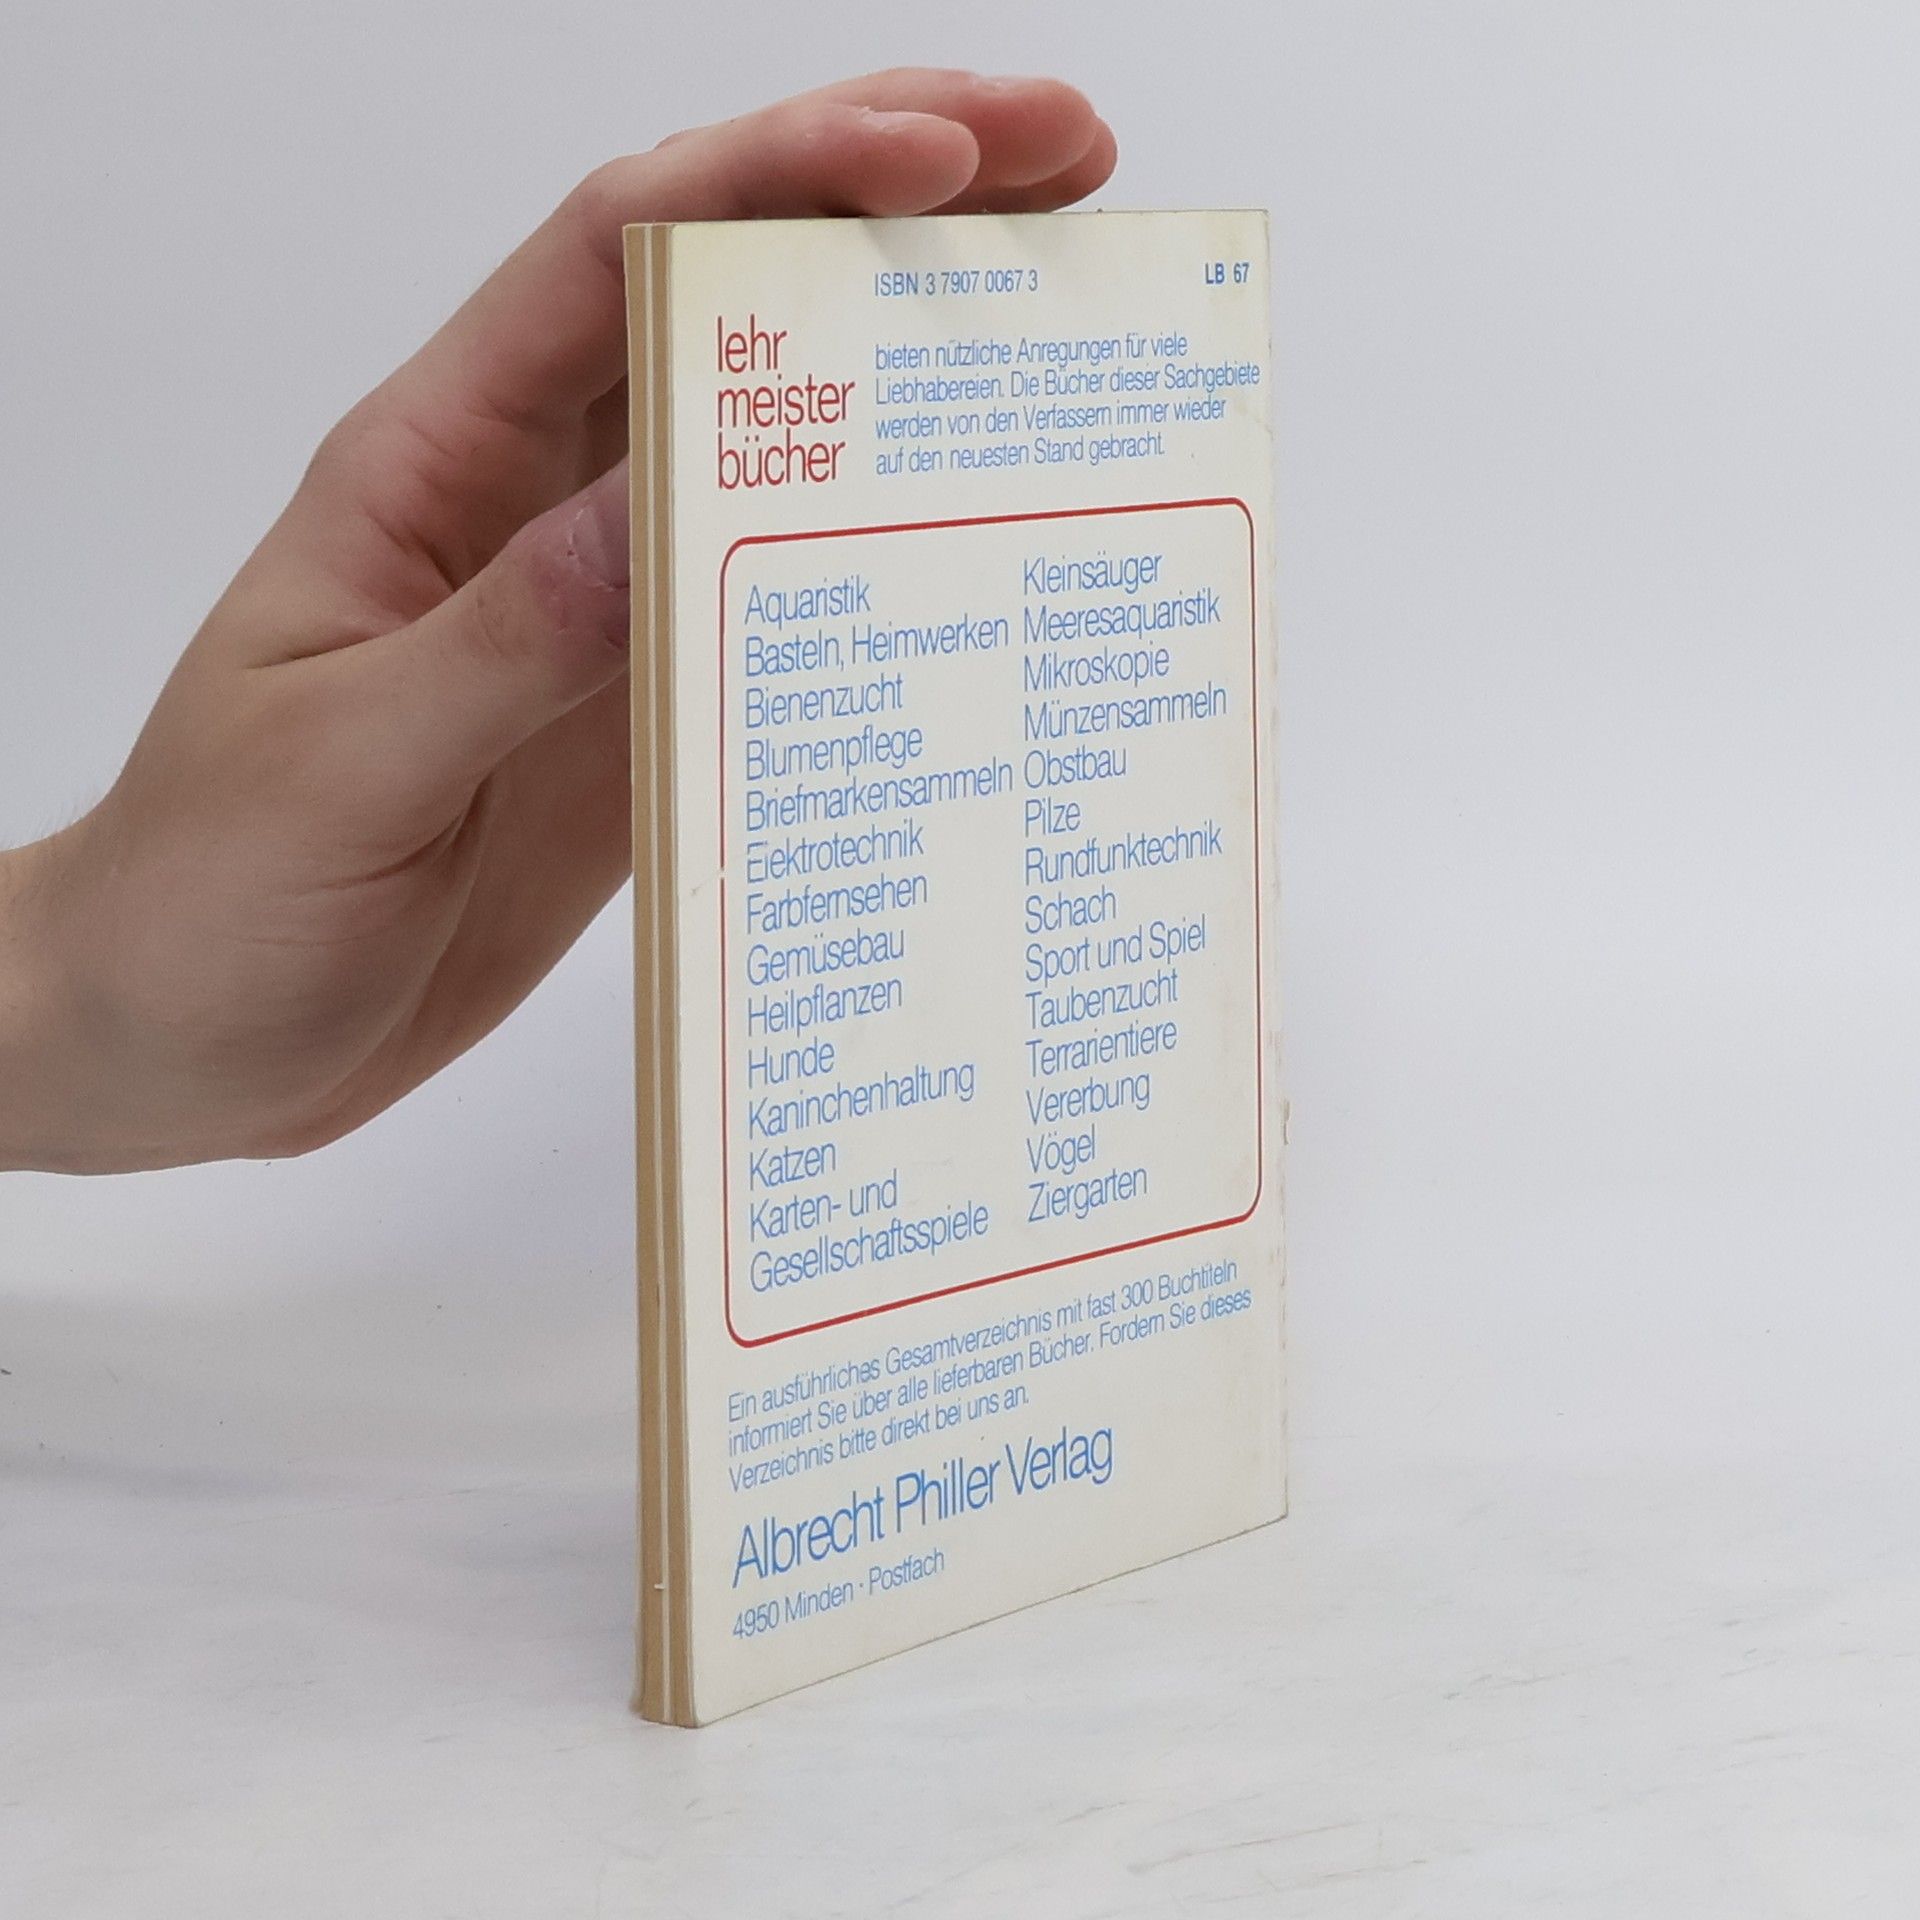 ISBN 3 7907 0067 3
LB 67
lehr
meister
bücher
bieten nützliche Anregungen für viele
Liebhabereien. Die Bücher dieser Sachgebiete
werden von den Verfassern immer wieder
auf den neuesten Stand gebracht.
Aquaristik
Basteln, Heimwerken
Bienenzucht
Blumenpflege
Briefmarkensammeln
Elektrotechnik
Farbfernsehen
Gemüsebau
Heilpflanzen
Hunde
Kaninchenhaltung
Katzen
Karten- und
Gesellschaftsspiele
Kleinsäuger
Meeresaquaristik
Mikroskopie
Münzensammeln
Obstbau
Pilze
Rundfunktechnik
Schach
Sport und Spiel
Taubenzucht
Terrarientiere
Vererbung
Vögel
Ziergarten
Ein ausführliches Gesamtverzeichnis mit fast 300 Buchtiteln
informiert Sie über alle lieferbaren Bücher. Fordern Sie dieses
Verzeichnis bitte direkt bei uns an.
Albrecht Philler Verlag
4950 Minden · Postfach